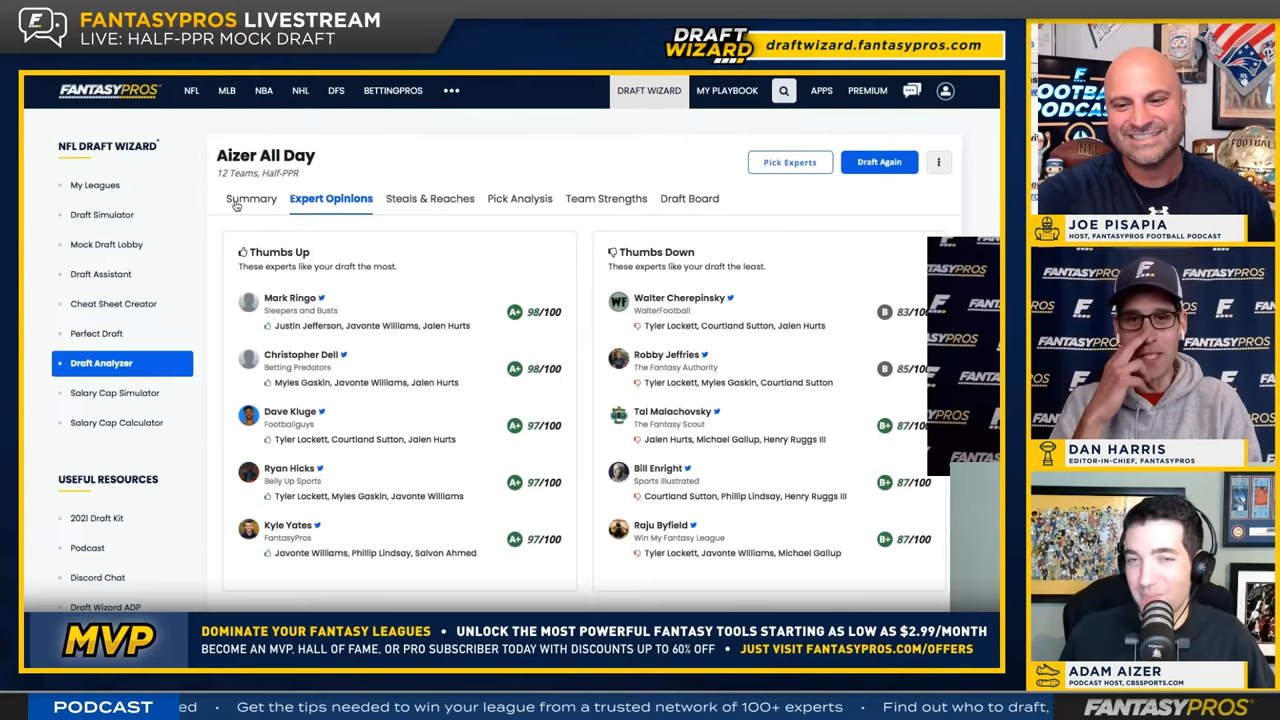 FANTASYPROS LIVESTREAM
LIVE: HALF-PPR MOCK DRAFT
DRAFT WIZARD
draftwizard.fantasypros.com
FANTASYPROS
NFL MLB NBA NHL DFS BETTINGPROS •••
DRAFT WIZARD MY PLAYBOOK APPS PREMIUM
NFL DRAFT WIZARD
My Leagues
Draft Simulator
Mock Draft Lobby
Draft Assistant
Cheat Sheet Creator
Perfect Draft
Draft Analyzer
Salary Cap Simulator
Salary Cap Calculator
USEFUL RESOURCES
2021 Draft Kit
Podcast
Discord Chat
Draft Wizard ADP
Aizer All Day
12 Teams, Half-PPR
Pick Experts
Draft Again
Summary Expert Opinions Steals & Reaches Pick Analysis Team Strengths Draft Board
Thumbs Up
These experts like your draft the most.
Mark Ringo
Sleepers and Busts
Justin Jefferson, Javonte Williams, Jalen Hurts
A+ 98/100
Christopher Dell
Betting Predators
Myles Gaskin, Javonte Williams, Jalen Hurts
A+ 98/100
Dave Kluge
Footballguys
Tyler Lockett, Courtland Sutton, Jalen Hurts
A+ 97/100
Ryan Hicks
Belly Up Sports
Tyler Lockett, Myles Gaskin, Javonte Williams
A+ 97/100
Kyle Yates
FantasyPros
Javonte Williams, Phillip Lindsay, Salvon Ahmed
A+ 97/100
Thumbs Down
These experts like your draft the least.
WF
Walter Cherepinsky
WalterFootball
Tyler Lockett, Courtland Sutton, Jalen Hurts
B 83/100
Robby Jeffries
The Fantasy Authority
Tyler Lockett, Myles Gaskin, Courtland Sutton
B 85/100
Tal Malachovsky
The Fantasy Scout
Jalen Hurts, Michael Gallup, Henry Ruggs III
B+ 87/100
Bill Enright
Sports Illustrated
Courtland Sutton, Phillip Lindsay, Henry Ruggs III
B+ 87/100
Raju Byfield
Win My Fantasy League
Tyler Lockett, Javonte Williams, Michael Gallup
B+ 87/100
JOE PISAPIA
HOST, FANTASYPROS FOOTBALL PODCAST
DAN HARRIS
EDITOR-IN-CHIEF, FANTASYPROS
ADAM AIZER
PODCAST HOST, CBSSPORTS.COM
MVP
DOMINATE YOUR FANTASY LEAGUES • UNLOCK THE MOST POWERFUL FANTASY TOOLS STARTING AS LOW AS $2.99/MONTH
BECOME AN MVP, HALL OF FAME, OR PRO SUBSCRIBER TODAY WITH DISCOUNTS UP TO 60% OFF • JUST VISIT FANTASYPROS.COM/OFFERS
PODCAST
ed • Get the tips needed to win your league from a trusted network of 100+ experts • Find out who to draft,
FANTASYPROS